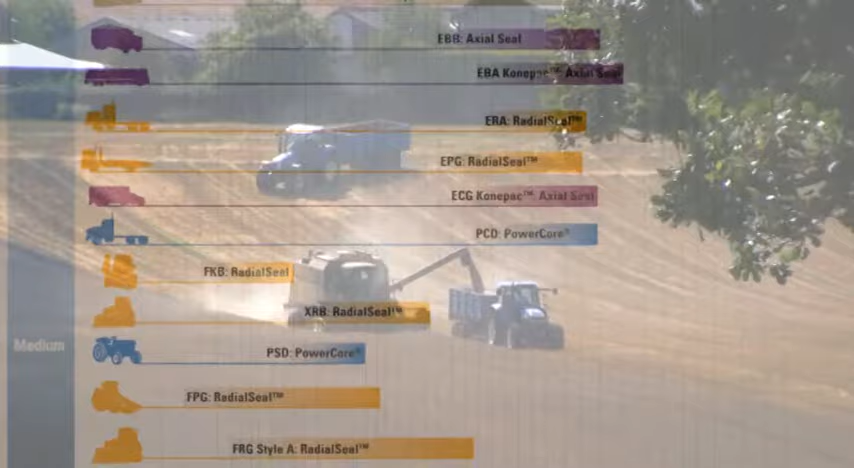 EBB: Axial Seal
EBA Konepac™: Axial Seal
ERA: RadialSeal™
EPG: RadialSeal™
ECG Konepac™: Axial Seal
PCD: PowerCore®
FKB: RadialSeal
XRB: RadialSeal™
Medium
PSD: PowerCore®
FPG: RadialSeal™
FRG Style A: RadialSeal™